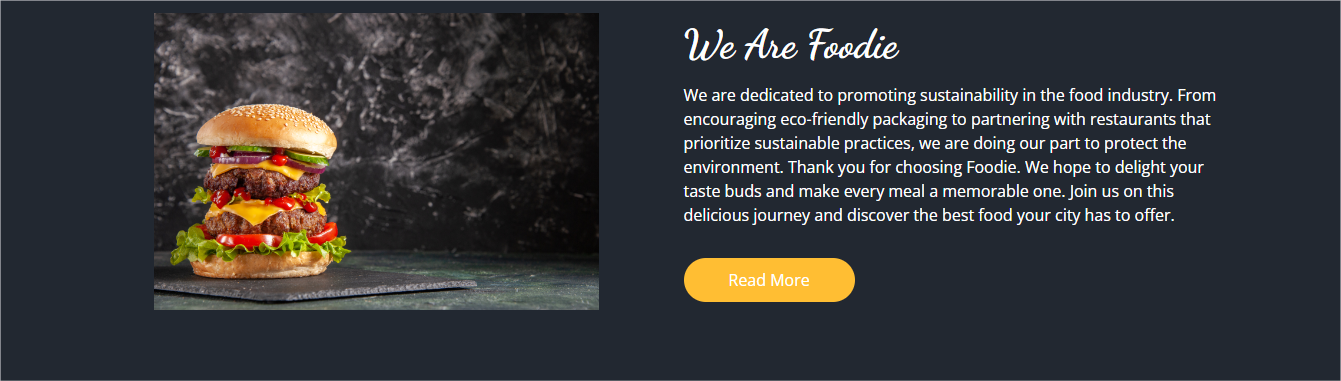 We Are Foodie
We are dedicated to promoting sustainability in the food industry. From
encouraging eco-friendly packaging to partnering with restaurants that
prioritize sustainable practices, we are doing our part to protect the
environment. Thank you for choosing Foodie. We hope to delight your
taste buds and make every meal a memorable one. Join us on this
delicious journey and discover the best food your city has to offer.
Read More